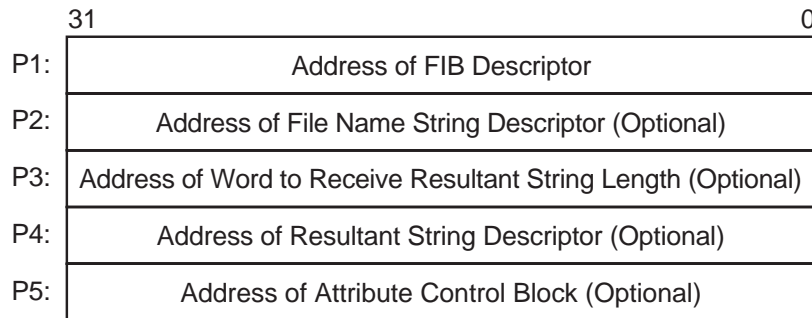 31 0
P1: Address of FIB Descriptor
P2: Address of File Name String Descriptor (Optional)
P3: Address of Word to Receive Resultant String Length (Optional)
P4: Address of Resultant String Descriptor (Optional)
P5: Address of Attribute Control Block (Optional)